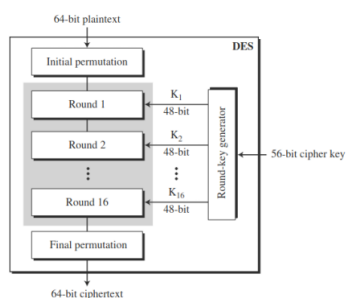 64-bit plaintext
DES
Initial permutation
Round 1
K1
48-bit
Round 2
K2
48-bit
Round 16
K16
48-bit
Round-key generator
56-bit cipher key
Final permutation
64-bit ciphertext